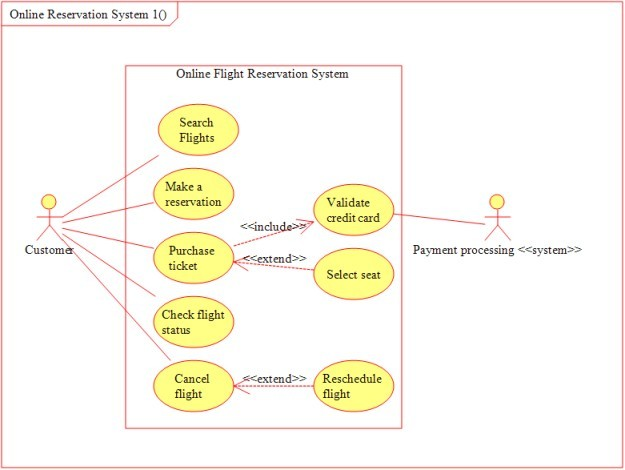 Online Reservation System 1()
Online Flight Reservation System
Search
Flights
Make a
reservation
Validate
credit card
<<include>>
Customer
Payment processing <<system>>
Purchase
ticket
<<extend>>
Select seat
Check flight
status
Cancel
flight
<<extend>>
Reschedule
flight